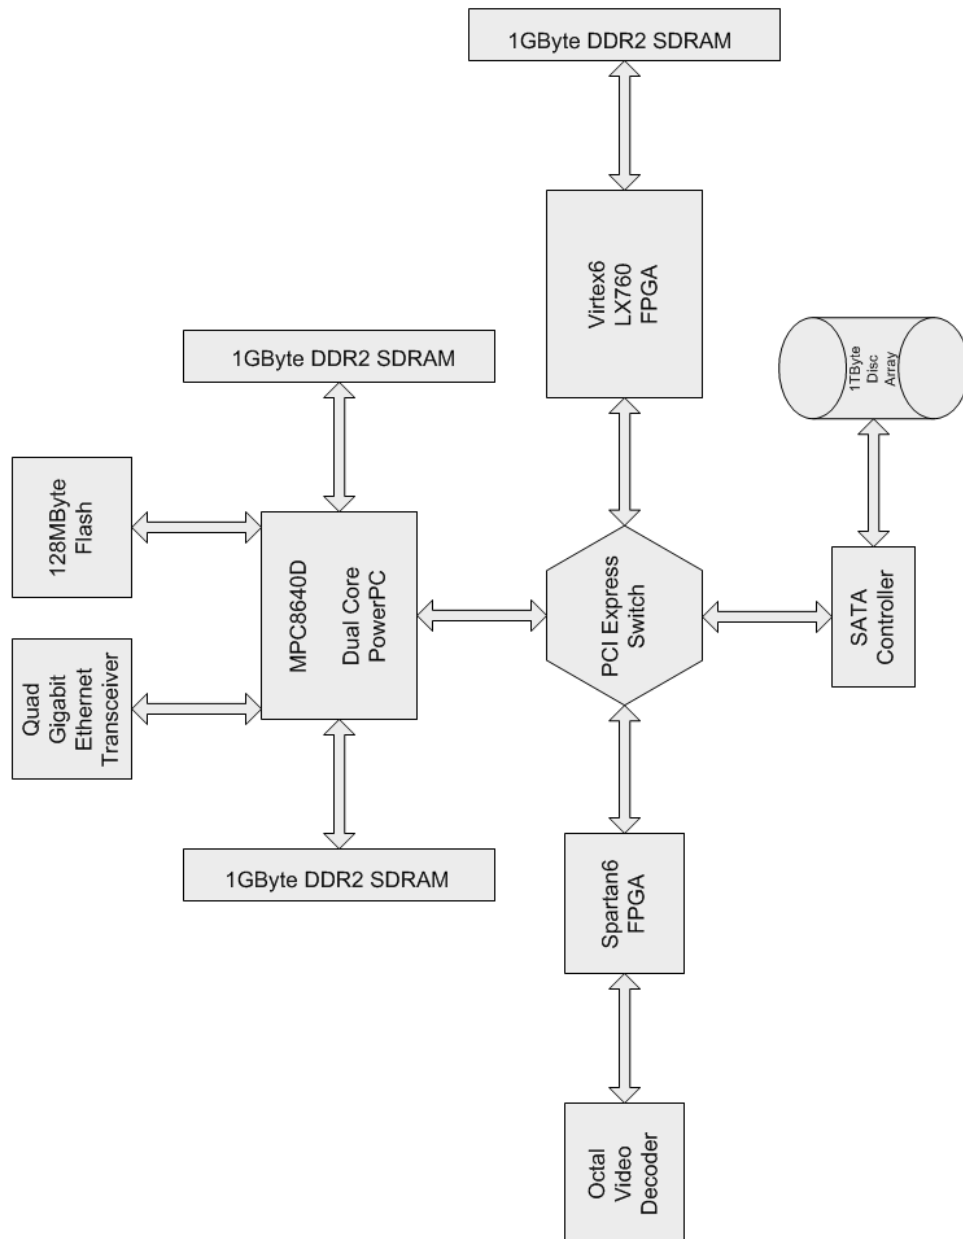 1GByte DDR2 SDRAM
Virtex6
LX760
FPGA
1TByte
Disc
Array
1GByte DDR2 SDRAM
128MByte
Flash
MPC8640D
Dual Core
PowerPC
PCI Express
Switch
SATA
Controller
Quad
Gigabit
Ethernet
Transceiver
1GByte DDR2 SDRAM
Spartan6
FPGA
Octal
Video
Decoder